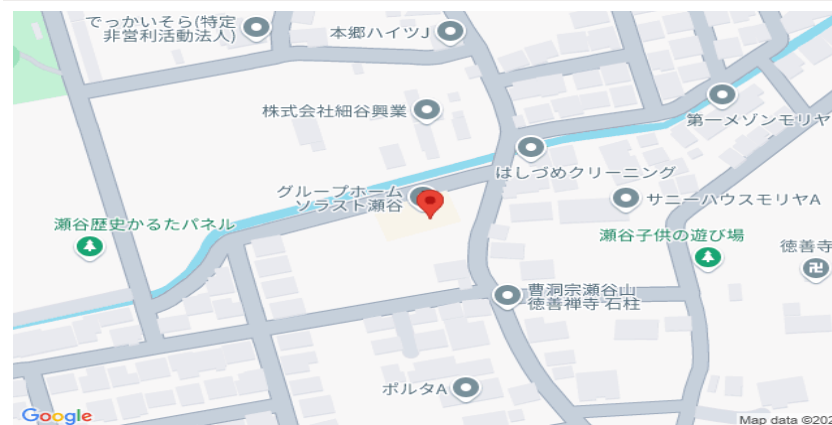 でっかいそら(特定
非営利活動法人)
本郷ハイツJ
株式会社細谷興業
第一メゾンモリヤ
はしづめクリーニング
グループホーム
ソラスト瀬谷
サニーハウスモリヤA
瀬谷歴史かるたパネル
瀬谷子供の遊び場
徳善寺
卍
曹洞宗瀬谷山
徳善禅寺 石柱
ボルタA
Google
Map data ©202